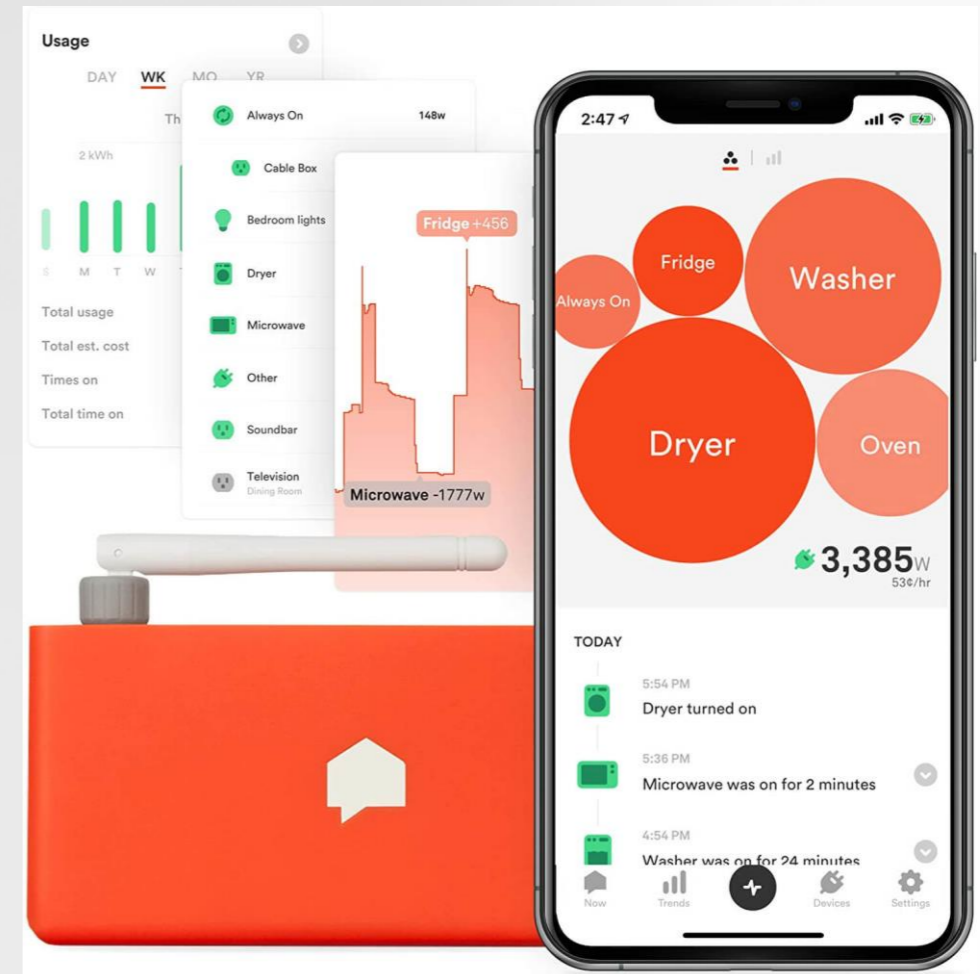 Usage
DAY WK MO YR
Th
2 kWh
S M T W
Total usage
Total est. cost
Times on
Total time on
Always On 148w
Cable Box
Bedroom lights
Dryer
Microwave
Other
Soundbar
Television
Dining Room
Fridge +456
Microwave -1777w
2:47
Fridge
Washer
Always On
Dryer
Oven
3,385w
53¢/hr
TODAY
5:54 PM
Dryer turned on
5:36 PM
Microwave was on for 2 minutes
4:54 PM
Washer was on for 24 minutes
Now Trends Devices Settings